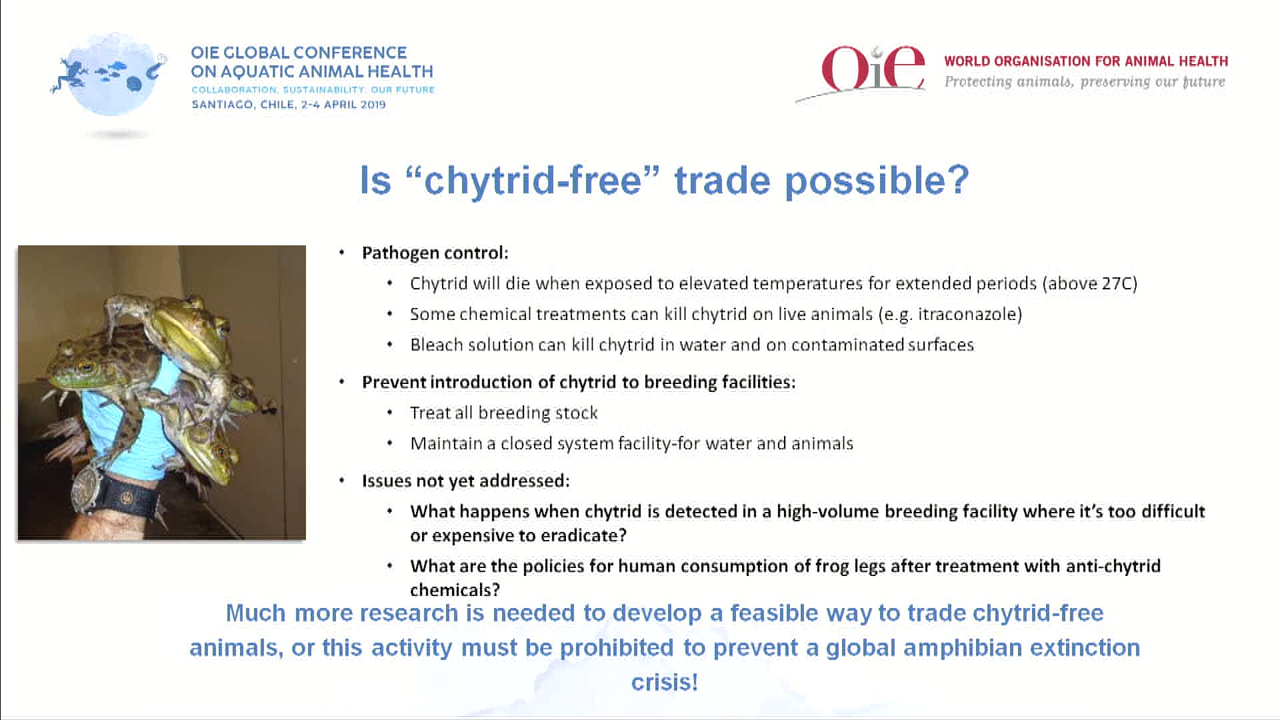 OIE GLOBAL CONFERENCE
ON AQUATIC ANIMAL HEALTH
COLLABORATION, SUSTAINABILITY, OUR FUTURE
SANTIAGO, CHILE, 2-4 APRIL 2019
OiE
WORLD ORGANISATION FOR ANIMAL HEALTH
Protecting animals, preserving our future
Is “chytrid-free” trade possible?
• Pathogen control:
• Chytrid will die when exposed to elevated temperatures for extended periods (above 27C)
• Some chemical treatments can kill chytrid on live animals (e.g. itraconazole)
• Bleach solution can kill chytrid in water and on contaminated surfaces
• Prevent introduction of chytrid to breeding facilities:
• Treat all breeding stock
• Maintain a closed system facility-for water and animals
• Issues not yet addressed:
• What happens when chytrid is detected in a high-volume breeding facility where it’s too difficult
or expensive to eradicate?
• What are the policies for human consumption of frog legs after treatment with anti-chytrid
chemicals?
Much more research is needed to develop a feasible way to trade chytrid-free
animals, or this activity must be prohibited to prevent a global amphibian extinction
crisis!